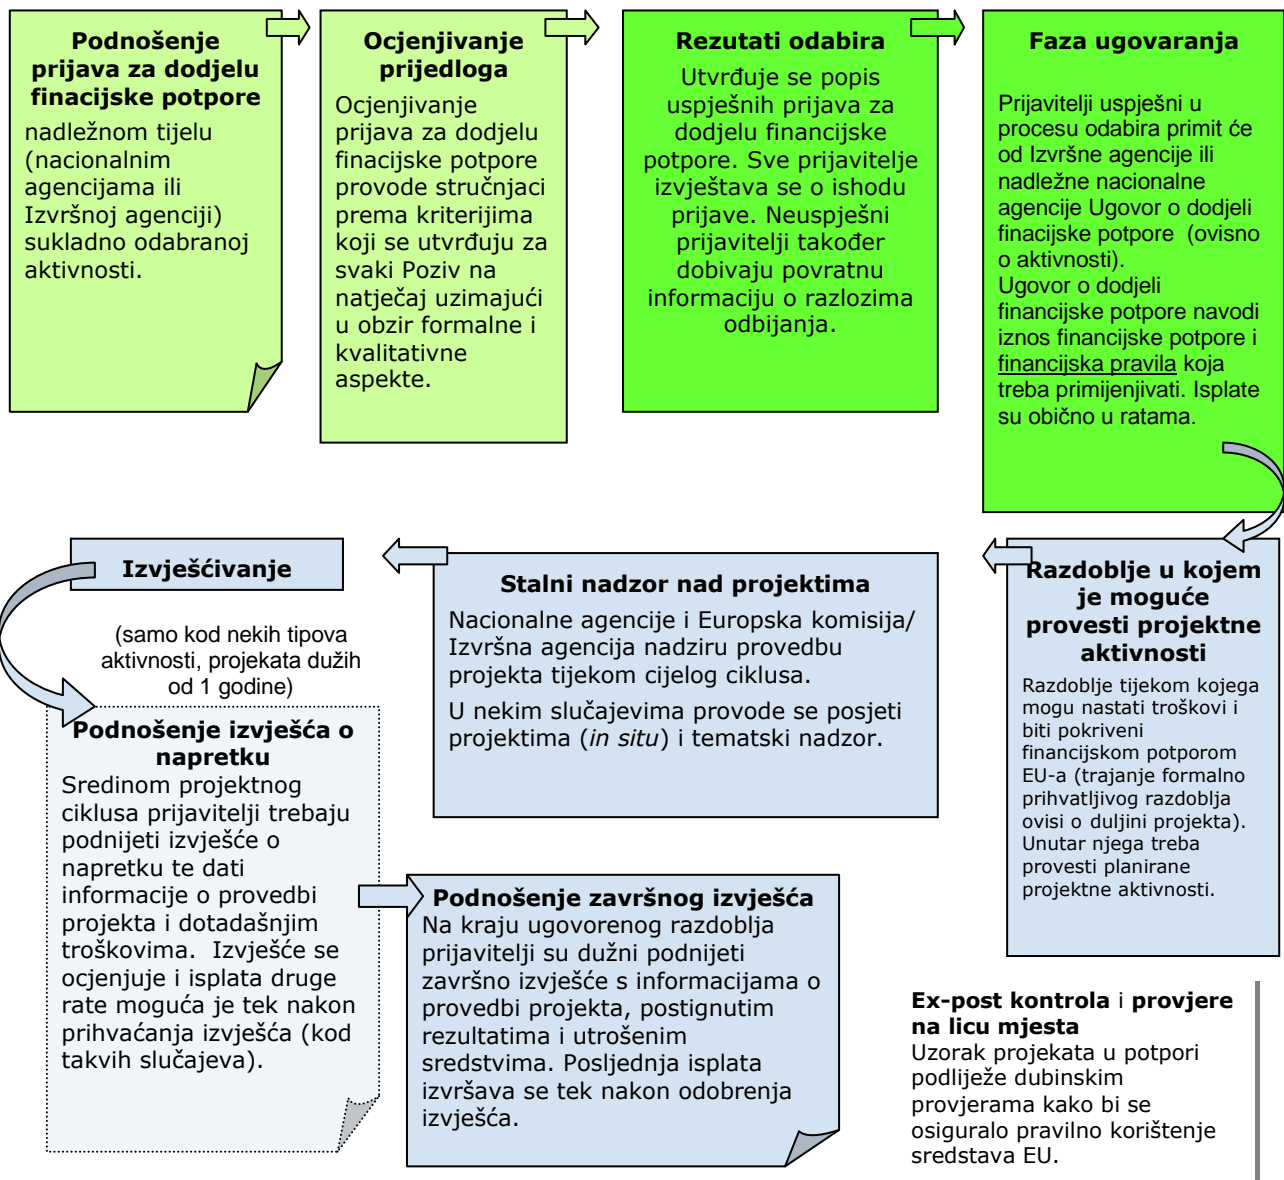 Podnošenje
prijava za dodjelu
finacijske potpore
nadležnom tijelu
(nacionalnim
agencijama ili
Izvršnoj agenciji)
sukladno odabranoj
aktivnosti.
Ocjenjivanje
prijedloga
Ocjenjivanje
prijava za dodjelu
finacijske potpore
provode stručnjaci
prema kriterijima
koji se utvrđuju za
svaki Poziv na
natječaj uzimajući
u obzir formalne i
kvalitativne
aspekte.
Rezutati odabira
Utvrđuje se popis
uspješnih prijava za
dodjelu financijske
potpore. Sve prijavitelje
izvještava se o ishodu
prijave. Neuspješni
prijavitelji također
dobivaju povratnu
informaciju o razlozima
odbijanja.
Faza ugovaranja
Prijavitelji uspješni u
procesu odabira primit će
od Izvršne agencije ili
nadležne nacionalne
agencije Ugovor o dodjeli
finacijske potpore (ovisno
o aktivnosti).
Ugovor o dodjeli
financijske potpore navodi
iznos financijske potpore i
financijska pravila koja
treba primijenjivati. Isplate
su obično u ratama.
Razdoblje u kojem
je moguće
provesti projektne
aktivnosti
Razdoblje tijekom kojega
mogu nastati troškovi i
biti pokriveni
financijskom potporom
EU-a (trajanje formalno
prihvatljivog razdoblja
ovisi o duljini projekta).
Unutar njega treba
provesti planirane
projektne aktivnosti.
Stalni nadzor nad projektima
Nacionalne agencije i Europska komisija/
Izvršna agencija nadziru provedbu
projekta tijekom cijelog ciklusa.
U nekim slučajevima provode se posjeti
projektima (in situ) i tematski nadzor.
Izvješćivanje
(samo kod nekih tipova
aktivnosti, projekata dužih
od 1 godine)
Podnošenje izvješća o
napretku
Sredinom projektnog
ciklusa prijavitelji trebaju
podnijeti izvješće o
napretku te dati
informacije o provedbi
projekta i dotadašnjim
troškovima. Izvješće se
ocjenjuje i isplata druge
rate moguća je tek nakon
prihvaćanja izvješća (kod
takvih slučajeva).
Podnošenje završnog izvješća
Na kraju ugovorenog razdoblja
prijavitelji su dužni podnijeti
završno izvješće s informacijama o
provedbi projekta, postignutim
rezultatima i utrošenim
sredstvima. Posljednja isplata
izvršava se tek nakon odobrenja
izvješća.
Ex-post kontrola i provjere
na licu mjesta
Uzorak projekata u potpori
podliježe dubinskim
provjerama kako bi se
osiguralo pravilno korištenje
sredstava EU.